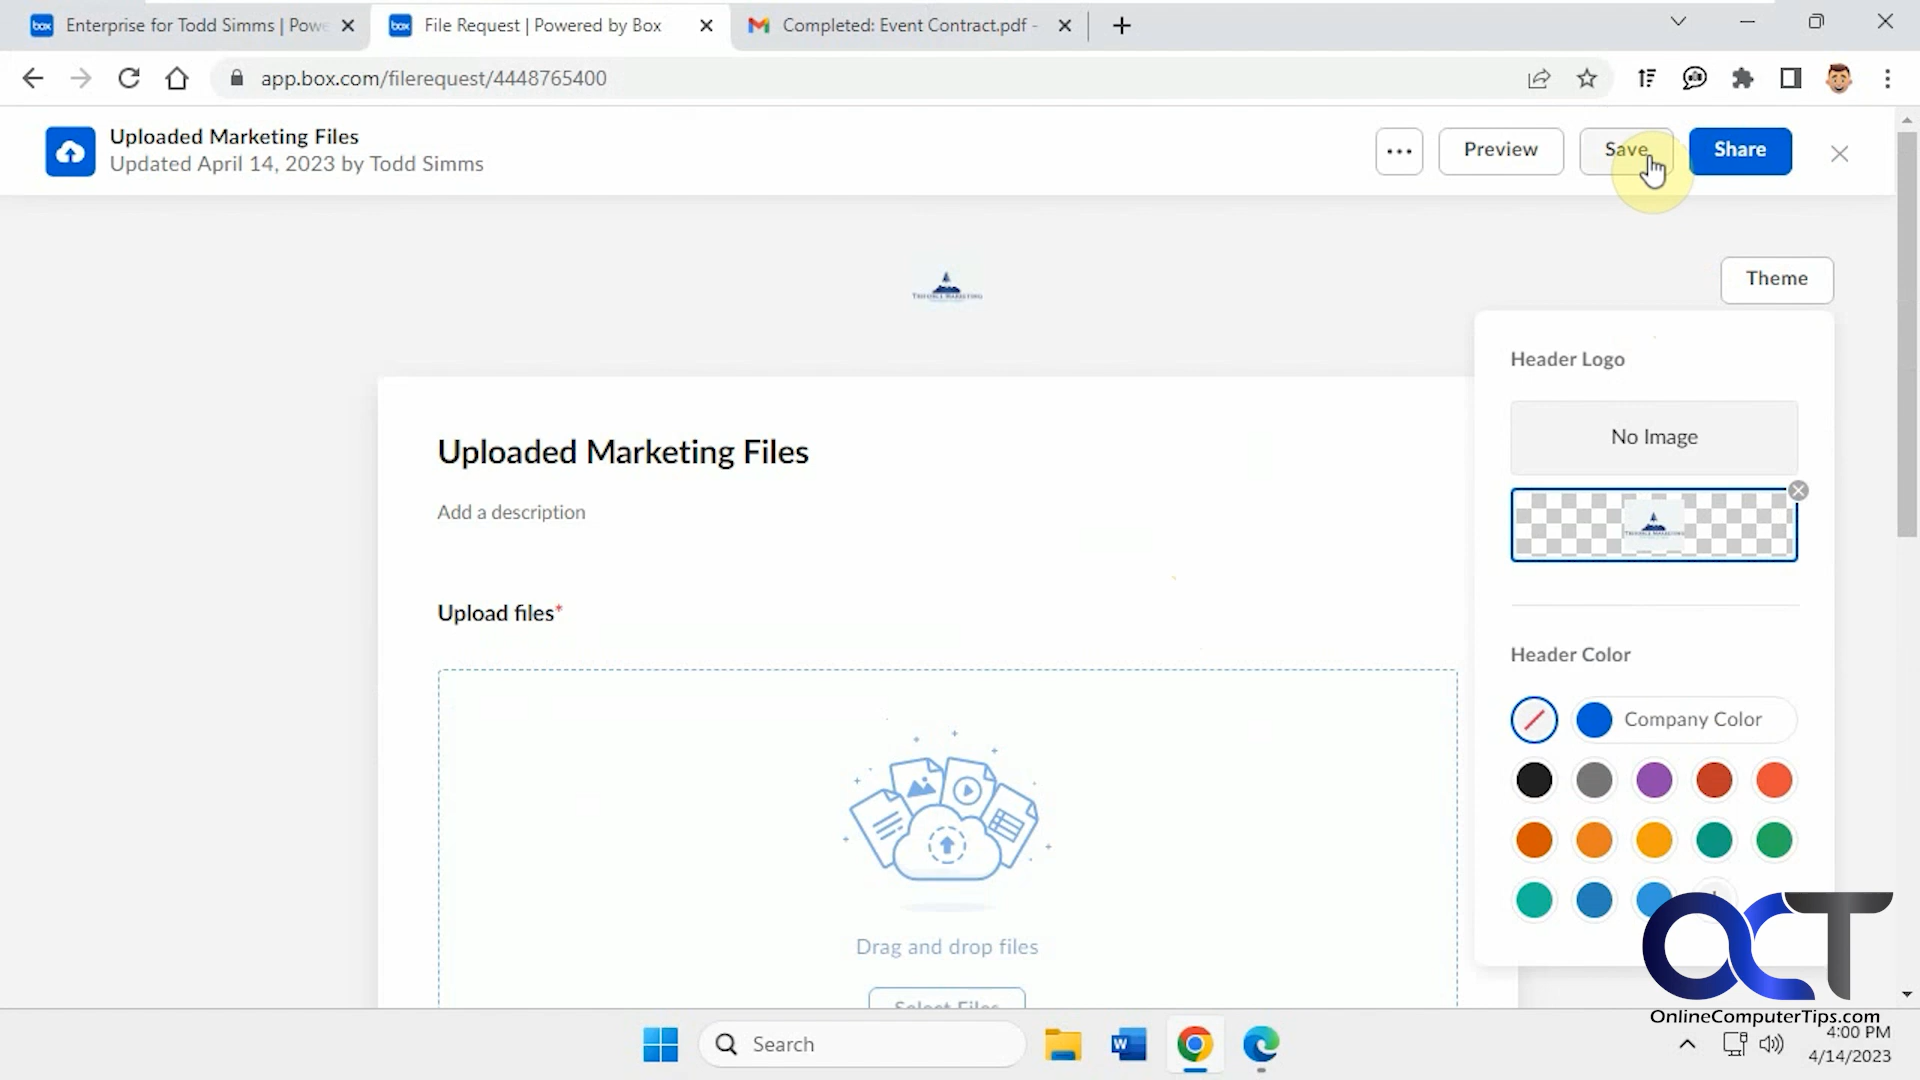 Enterprise for Todd Simms | Powe
File Request | Powered by Box
Completed: Event Contract.pdf -
app.box.com/filerequest/4448765400
Uploaded Marketing Files
Updated April 14, 2023 by Todd Simms
Preview
Save
Share
Theme
Header Logo
No Image
Uploaded Marketing Files
Add a description
Upload files*
Header Color
Company Color
Drag and drop files
Select Files
OCT
OnlineComputerTips.com
Search
4:00 PM
4/14/2023